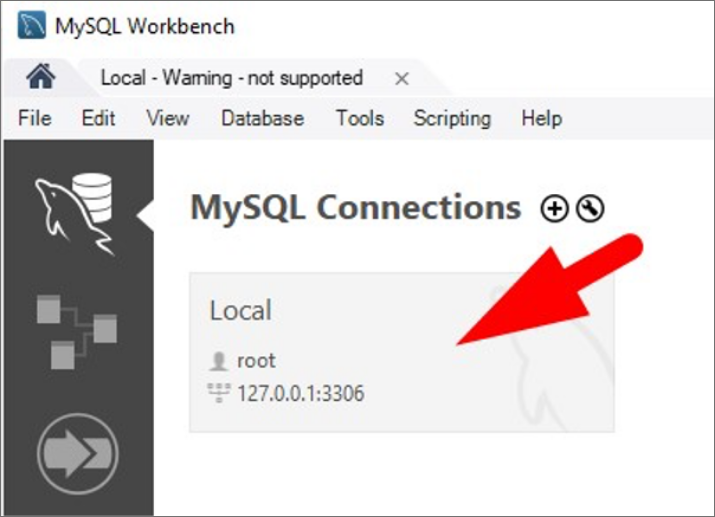 MySQL Workbench
Local - Warning - not supported
File Edit View Database Tools Scripting Help
MySQL Connections
Local
root
127.0.0.1:3306